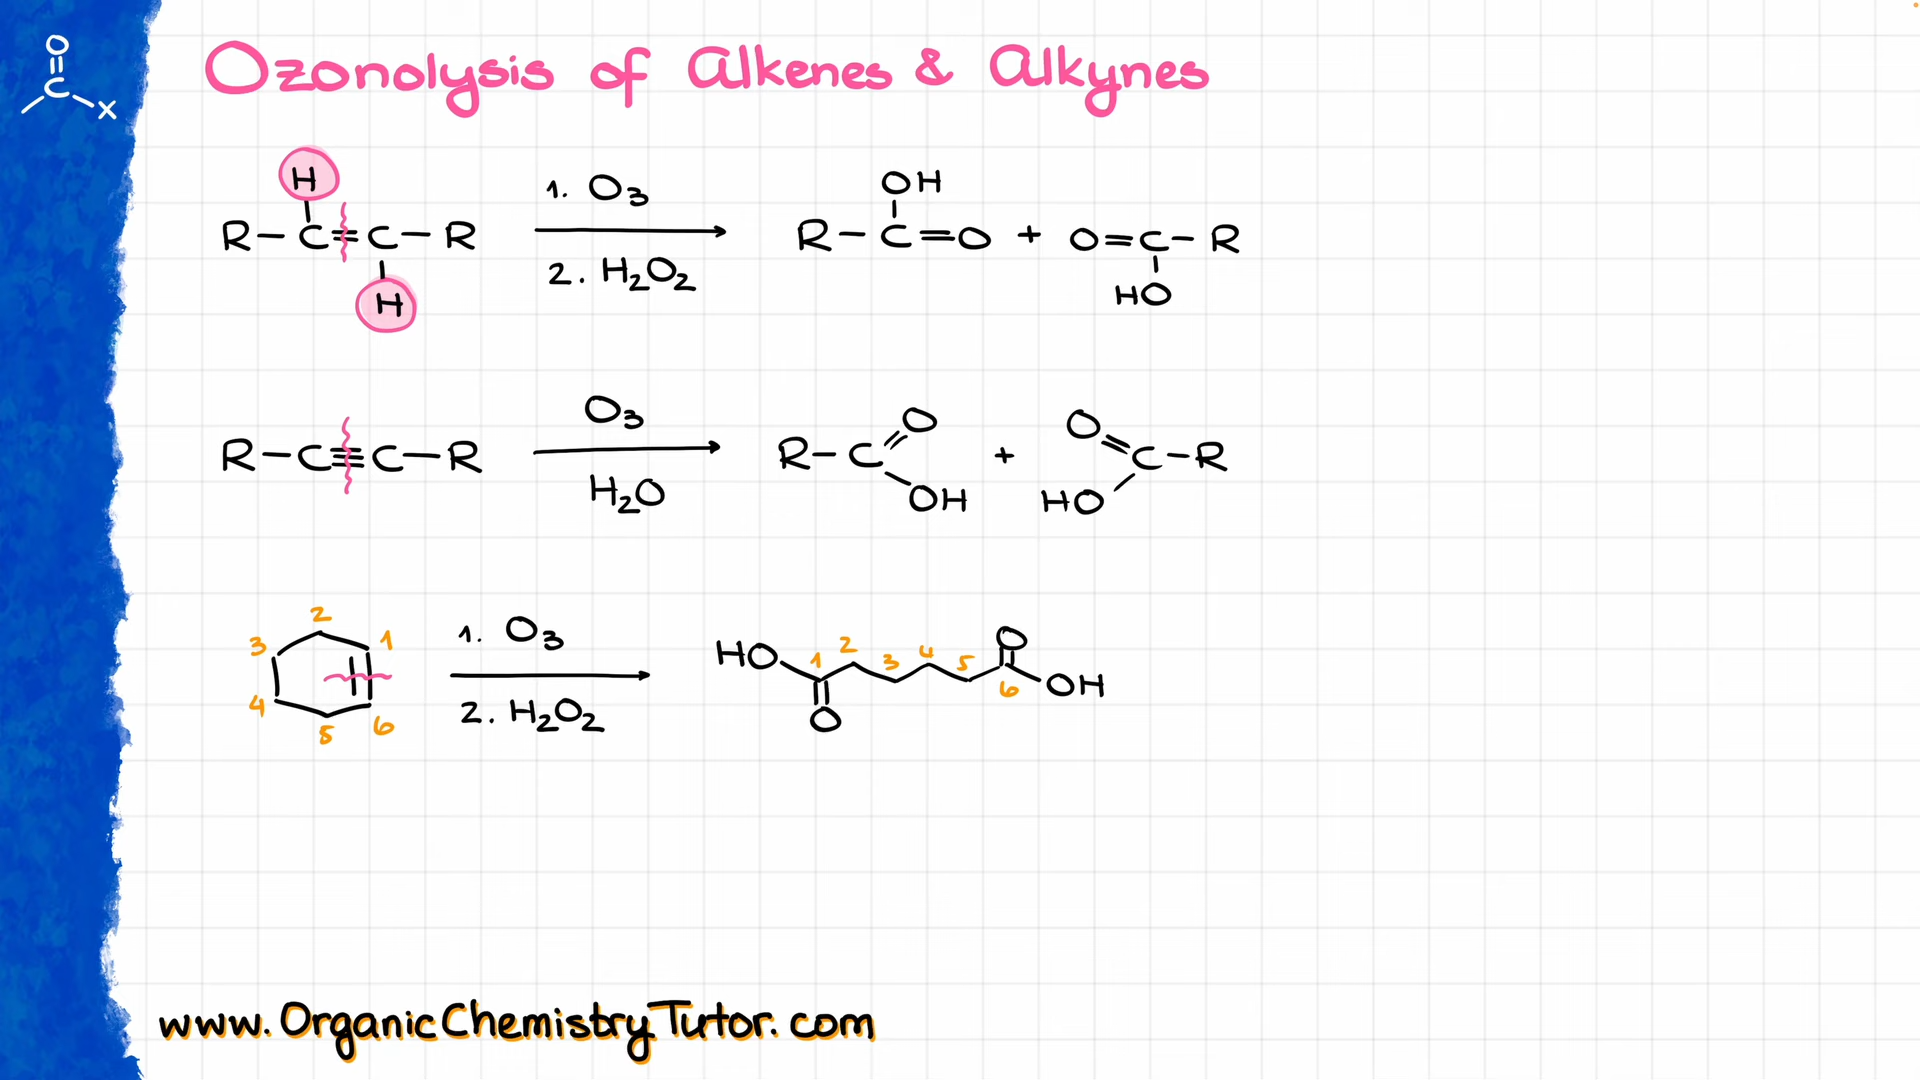 Ozonolysis of Alkenes & Alkynes
O
C
X
H
R-C=C-R
H
1. O₃
2. H₂O₂
OH
R-C=O + O=C-R
HO
R-C≡C-R
O₃
H₂O
O
R-C
OH
+
O
C-R
HO
2
3 1
4 6
5
1. O₃
2. H₂O₂
HO 1 2 3 4 5 6 OH
O
O
www.OrganicChemistryTutor.com